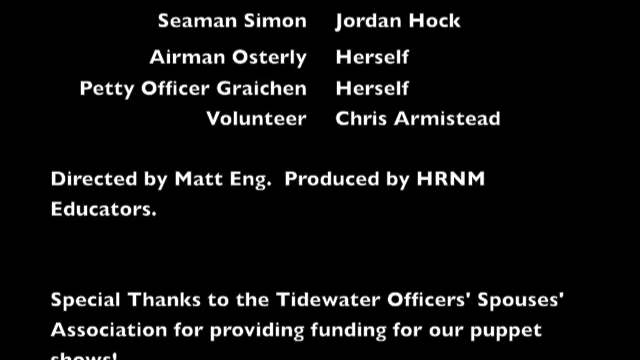 Seaman Simon Jordan Hock
Airman Osterly Herself
Petty Officer Graichen Herself
Volunteer Chris Armistead
Directed by Matt Eng. Produced by HRNM
Educators.
Special Thanks to the Tidewater Officers' Spouses'
Association for providing funding for our puppet
shows!